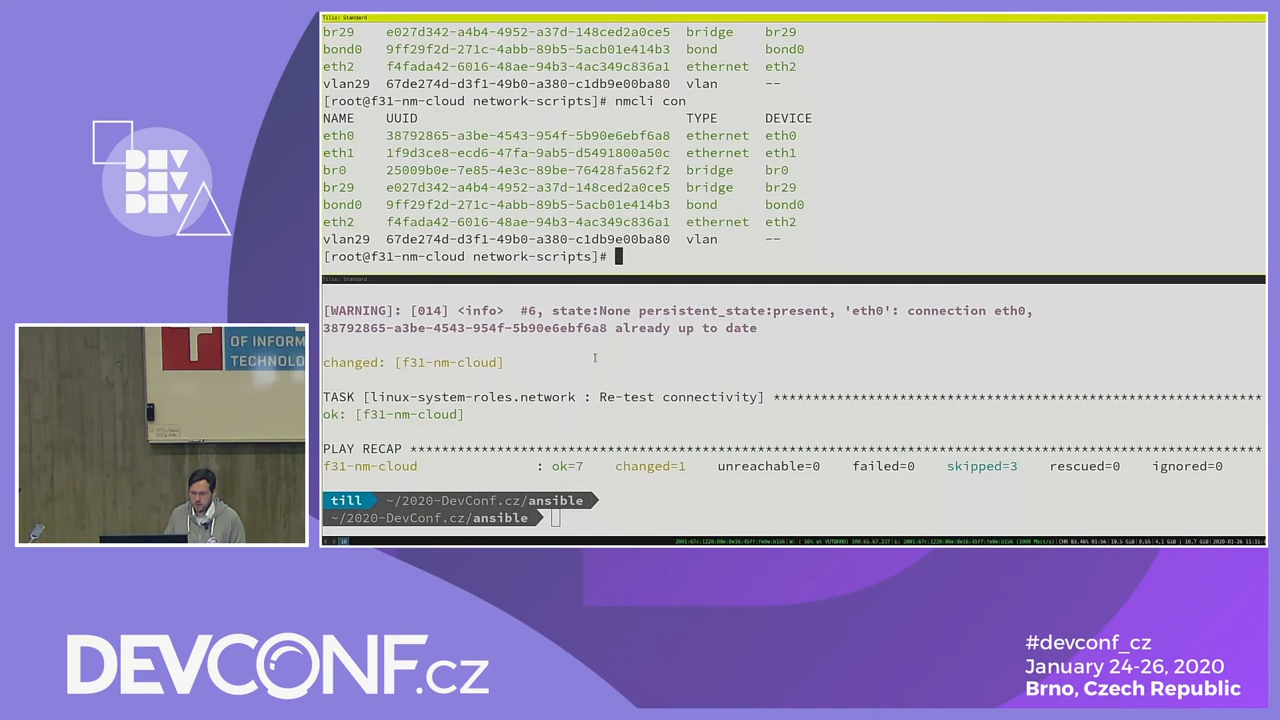 DEV
DEV
DEV
Tilix: Standard
br29 e027d342-a4b4-4952-a37d-148ced2a0ce5 bridge br29
bond0 9ff29f2d-271c-4abb-89b5-5acb01e414b3 bond bond0
eth2 f4fada42-6016-48ae-94b3-4ac349c836a1 ethernet eth2
vlan29 67de274d-d3f1-49b0-a380-c1db9e00ba80 vlan --
[root@f31-nm-cloud network-scripts]# nmcli con
NAME UUID TYPE DEVICE
eth0 38792865-a3be-4543-954f-5b90e6ebf6a8 ethernet eth0
eth1 1f9d3ce8-ecd6-47fa-9ab5-d5491800a50c ethernet eth1
br0 25009b0e-7e85-4e3c-89be-76428fa562f2 bridge br0
br29 e027d342-a4b4-4952-a37d-148ced2a0ce5 bridge br29
bond0 9ff29f2d-271c-4abb-89b5-5acb01e414b3 bond bond0
eth2 f4fada42-6016-48ae-94b3-4ac349c836a1 ethernet eth2
vlan29 67de274d-d3f1-49b0-a380-c1db9e00ba80 vlan --
[root@f31-nm-cloud network-scripts]#
Tilix: Standard
[WARNING]: [014] <info> #6, state:None persistent_state:present, 'eth0': connection eth0,
38792865-a3be-4543-954f-5b90e6ebf6a8 already up to date
changed: [f31-nm-cloud]
TASK [linux-system-roles.network : Re-test connectivity] **************************************************************
ok: [f31-nm-cloud]
PLAY RECAP ************************************************************************************************************
f31-nm-cloud : ok=7 changed=1 unreachable=0 failed=0 skipped=3 rescued=0 ignored=0
till ~/2020-DevConf.cz/ansible
~/2020-DevConf.cz/ansible
OF INFORM
TECHNOLO
DEVCONF.cz
#devconf_cz
January 24-26, 2020
Brno, Czech Republic